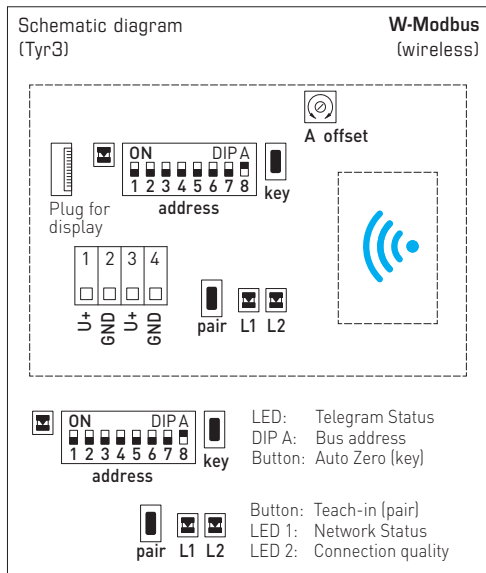 Schematic diagram
(Tyr3)
W-Modbus
(wireless)
A offset
ON DIP A
1 2 3 4 5 6 7 8
address
key
Plug for
display
1 2 3 4
U+ GND U+ GND
pair L1 L2
ON DIP A
1 2 3 4 5 6 7 8
address
key
LED: Telegram Status
DIP A: Bus address
Button: Auto Zero (key)
pair L1 L2
Button: Teach-in (pair)
LED 1: Network Status
LED 2: Connection quality